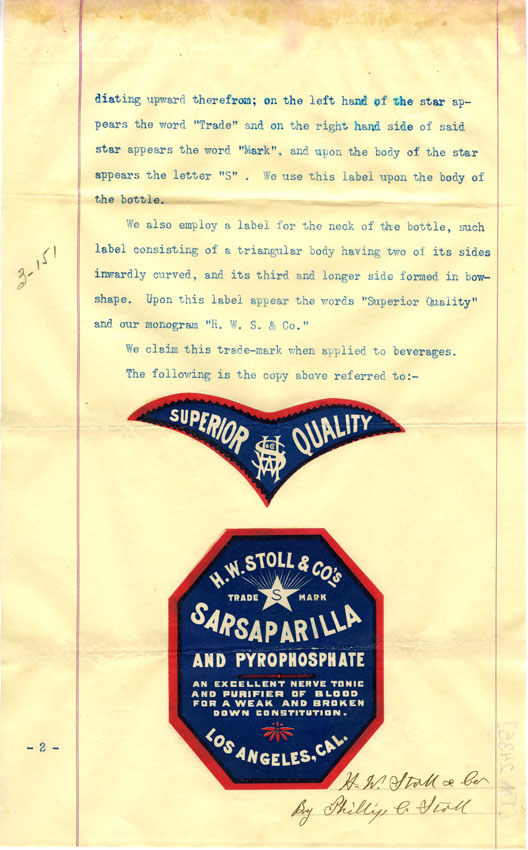 diating upward therefrom; on the left hand of the star ap-
pears the word "Trade" and on the right hand side of said
star appears the word "Mark", and upon the body of the star
appears the letter "S" . We use this label upon the body of
the bottle.
We also employ a label for the neck of the bottle, such
label consisting of a triangular body having two of its sides
inwardly curved, and its third and longer side formed in bow-
shape. Upon this label appear the words "Superior Quality"
and our monogram "H. W. S. & Co."
We claim this trade-mark when applied to beverages.
The following is the copy above referred to:-
3-151
SUPERIOR QUALITY
H.W. STOLL & CO'S
TRADE S MARK
SARSAPARILLA
AND PYROPHOSPHATE
AN EXCELLENT NERVE TONIC
AND PURIFIER OF BLOOD
FOR A WEAK AND BROKEN
DOWN CONSTITUTION.
LOS ANGELES, CAL.
- 2 -
H. W. Stoll & Co
By Phillip C. Stoll